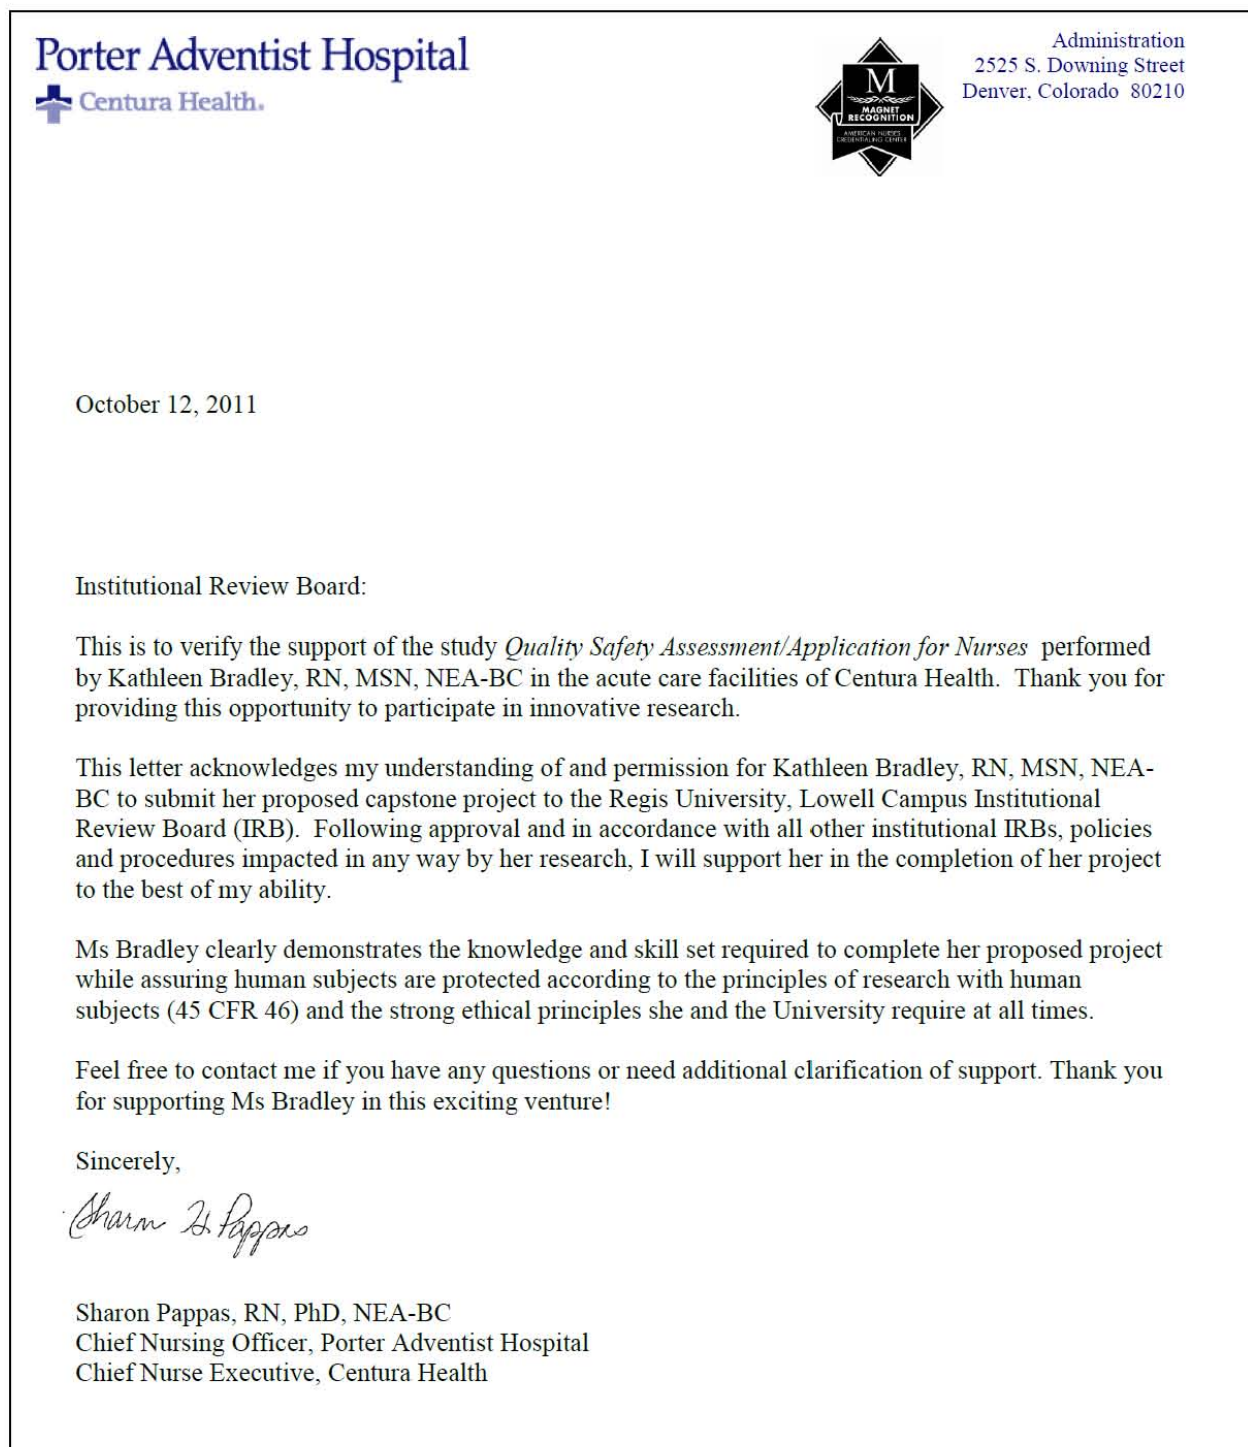 Porter Adventist Hospital
Centura Health.
M
MAGNET
RECOGNITION
AMERICAN NURSES
CREDENTIALING CENTER
Administration
2525 S. Downing Street
Denver, Colorado  80210
October 12, 2011
Institutional Review Board:
This is to verify the support of the study Quality Safety Assessment/Application for Nurses  performed
by Kathleen Bradley, RN, MSN, NEA-BC in the acute care facilities of Centura Health.  Thank you for
providing this opportunity to participate in innovative research.
This letter acknowledges my understanding of and permission for Kathleen Bradley, RN, MSN, NEA-
BC to submit her proposed capstone project to the Regis University, Lowell Campus Institutional
Review Board (IRB).  Following approval and in accordance with all other institutional IRBs, policies
and procedures impacted in any way by her research, I will support her in the completion of her project
to the best of my ability.
Ms Bradley clearly demonstrates the knowledge and skill set required to complete her proposed project
while assuring human subjects are protected according to the principles of research with human
subjects (45 CFR 46) and the strong ethical principles she and the University require at all times.
Feel free to contact me if you have any questions or need additional clarification of support. Thank you
for supporting Ms Bradley in this exciting venture!
Sincerely,
Sharon H. Pappas
Sharon Pappas, RN, PhD, NEA-BC
Chief Nursing Officer, Porter Adventist Hospital
Chief Nurse Executive, Centura Health